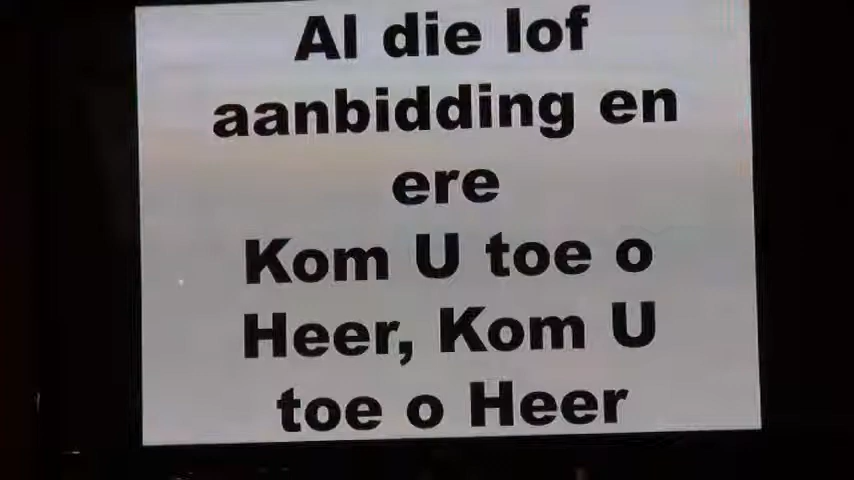 Al die lof
aanbidding en
ere
Kom U toe o
Heer, Kom U
toe o Heer